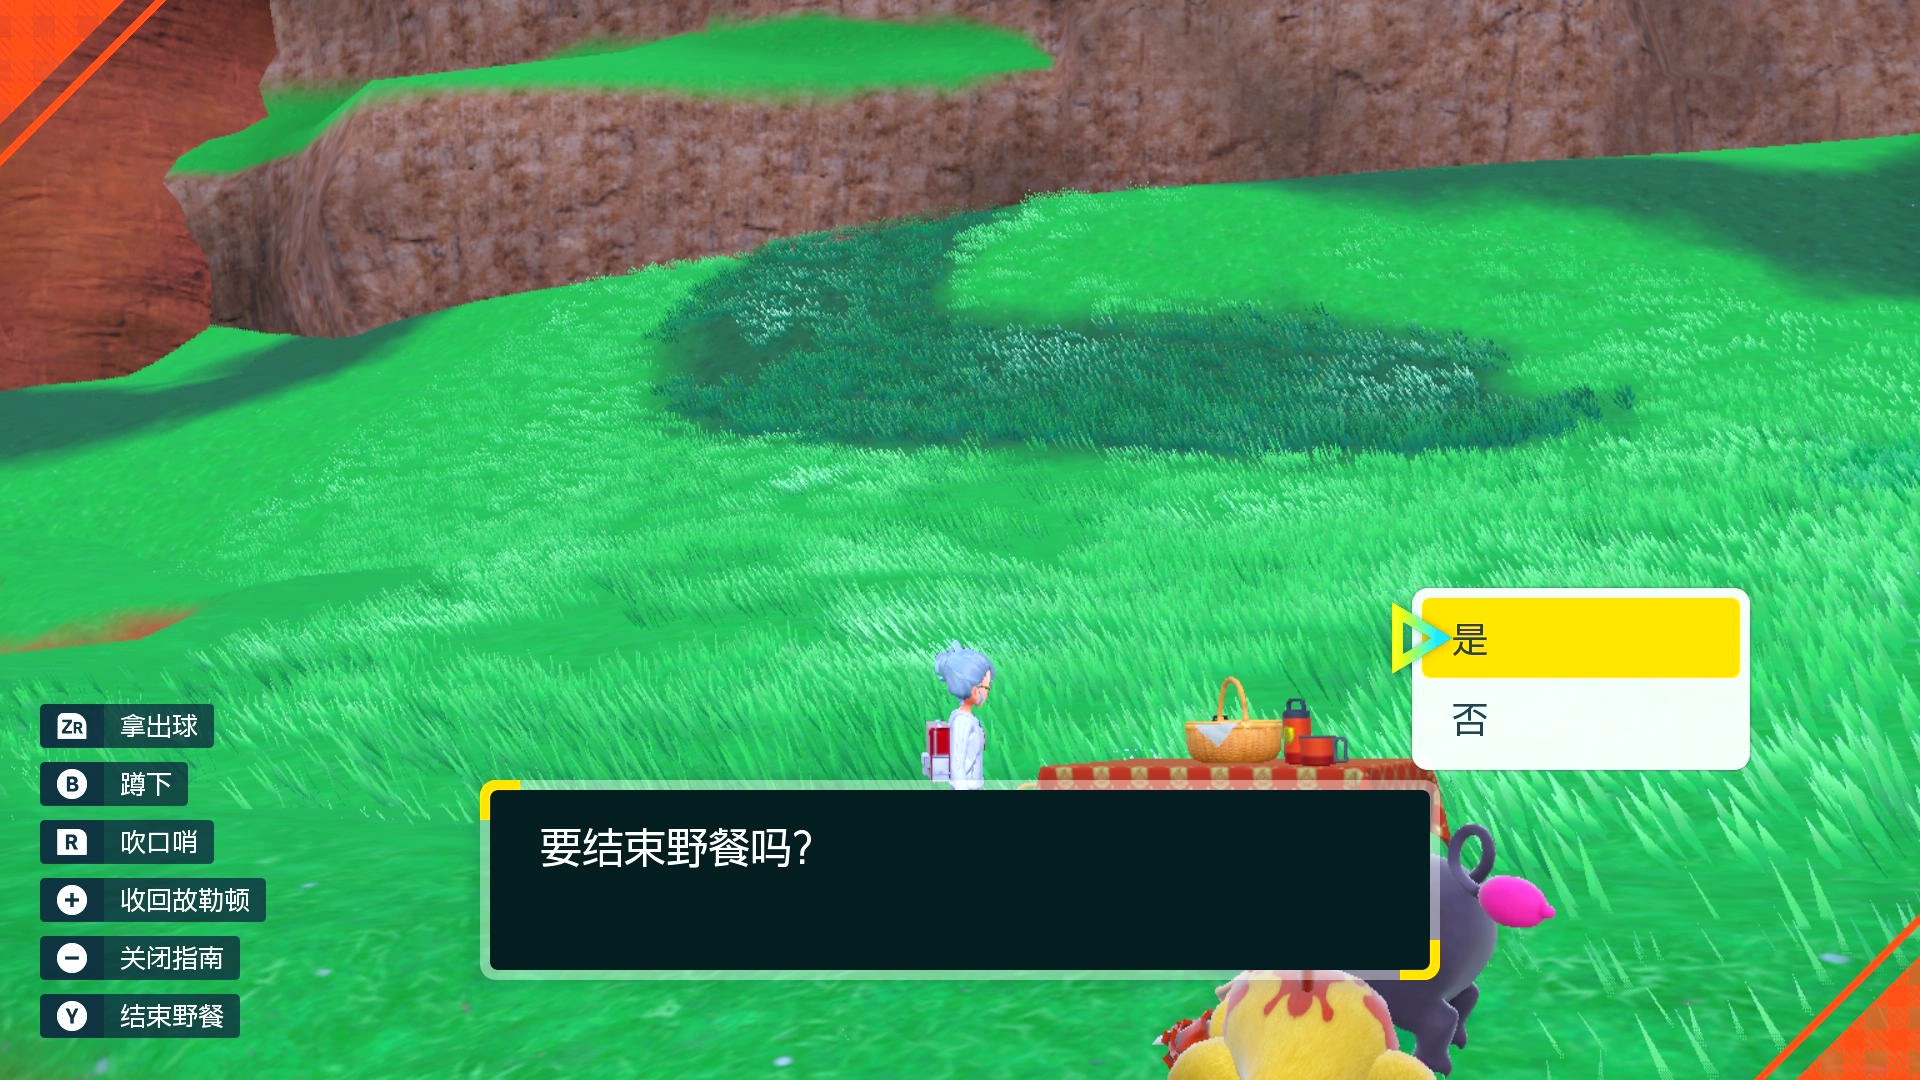 是
否
ZR 拿出球
B 蹲下
R 吹口哨
+ 收回故勒顿
- 关闭指南
Y 结束野餐
要结束野餐吗?